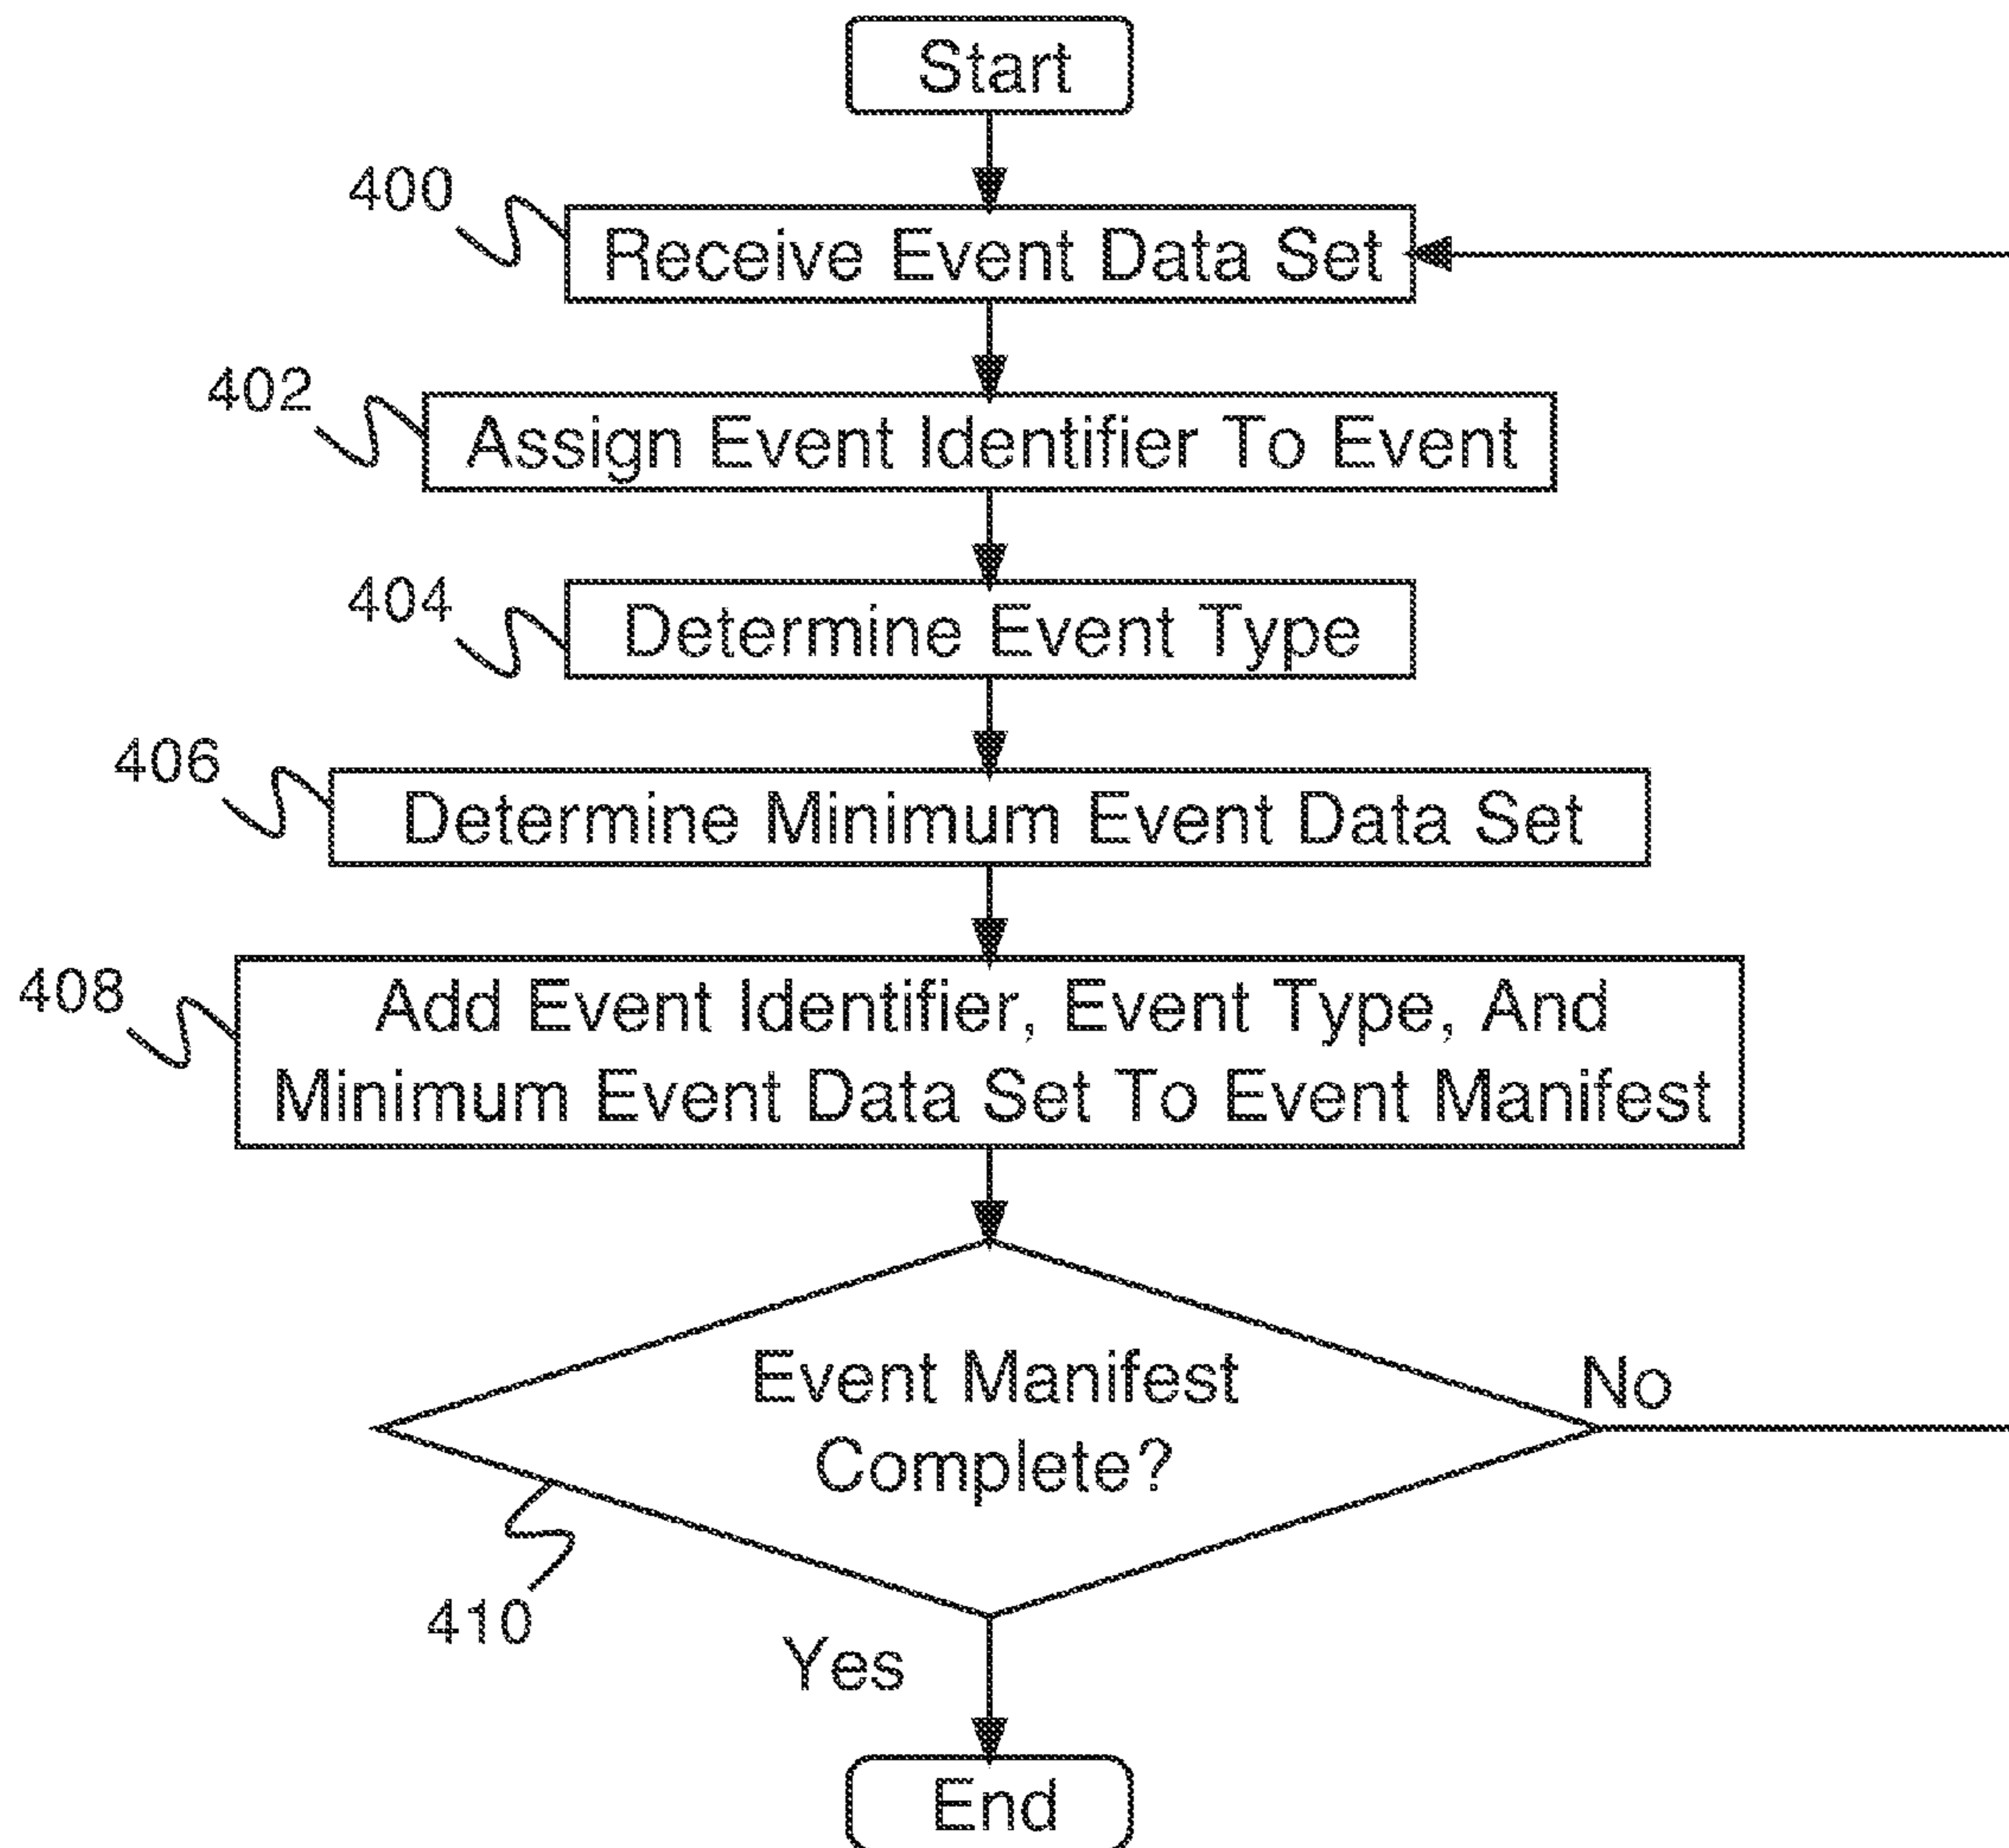 Start
400
Receive Event Data Set
402
Assign Event Identifier To Event
404
Determine Event Type
406
Determine Minimum Event Data Set
408
Add Event Identifier, Event Type, And
Minimum Event Data Set To Event Manifest
Event Manifest
Complete?
No
410
Yes
End